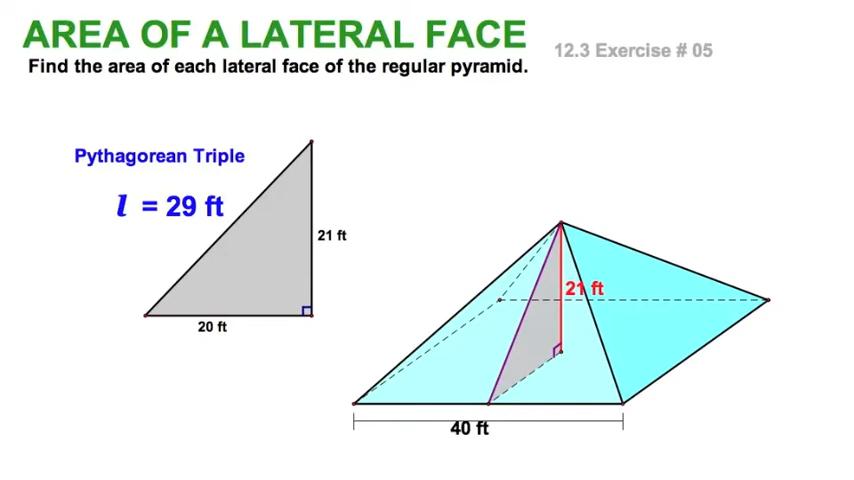 AREA OF A LATERAL FACE
12.3 Exercise # 05
Find the area of each lateral face of the regular pyramid.
Pythagorean Triple
l = 29 ft
21 ft
20 ft
21 ft
40 ft